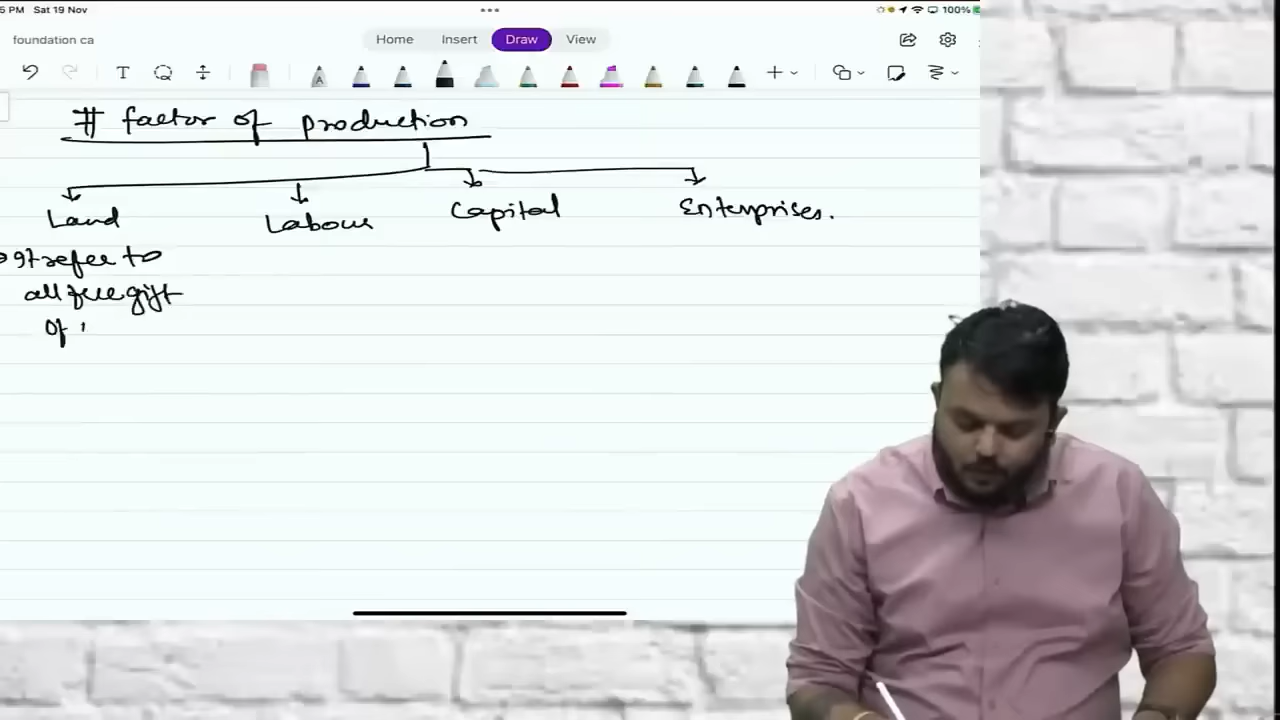 5 PM Sat 19 Nov
100%
foundation ca
Home Insert Draw View
T
A
# factor of production
Land Labour Capital Enterprises.
It refer to
all free gift
of